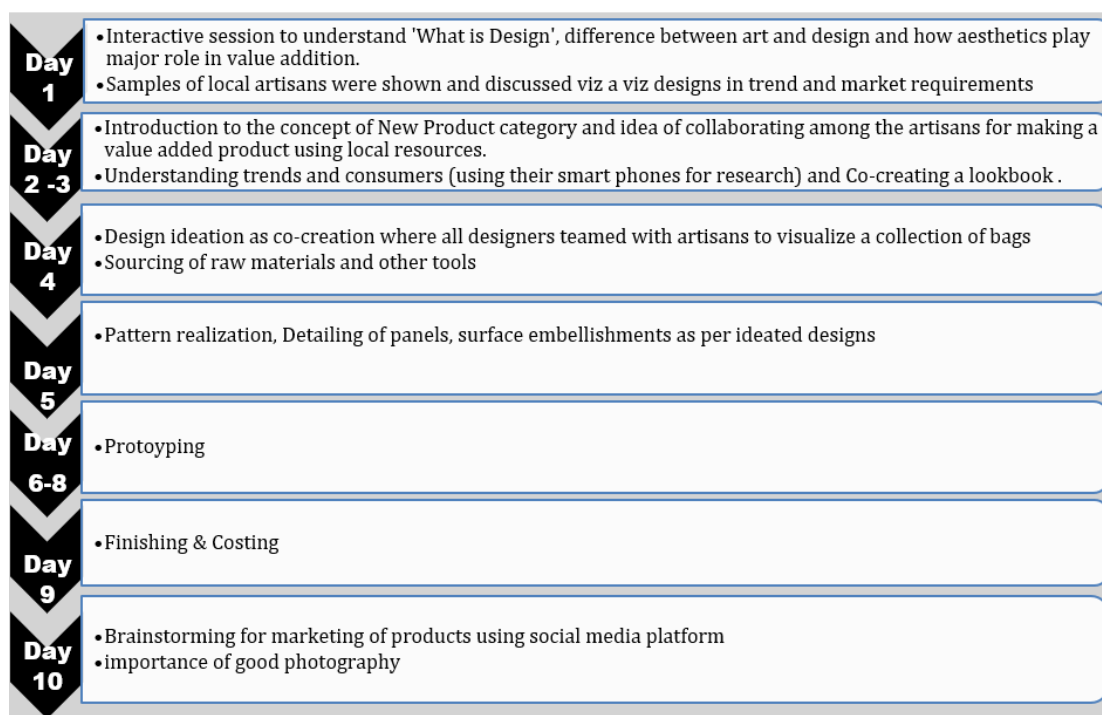 Day
1
•Interactive session to understand 'What is Design', difference between art and design and how aesthetics play
major role in value addition.
•Samples of local artisans were shown and discussed viz a viz designs in trend and market requirements
Day
2 -3
•Introduction to the concept of New Product category and idea of collaborating among the artisans for making a
value added product using local resources.
•Understanding trends and consumers (using their smart phones for research) and Co-creating a lookbook .
Day
4
•Design ideation as co-creation where all designers teamed with artisans to visualize a collection of bags
•Sourcing of raw materials and other tools
Day
5
•Pattern realization, Detailing of panels, surface embellishments as per ideated designs
Day
6-8
•Protoyping
Day
9
•Finishing & Costing
Day
10
•Brainstorming for marketing of products using social media platform
•importance of good photography